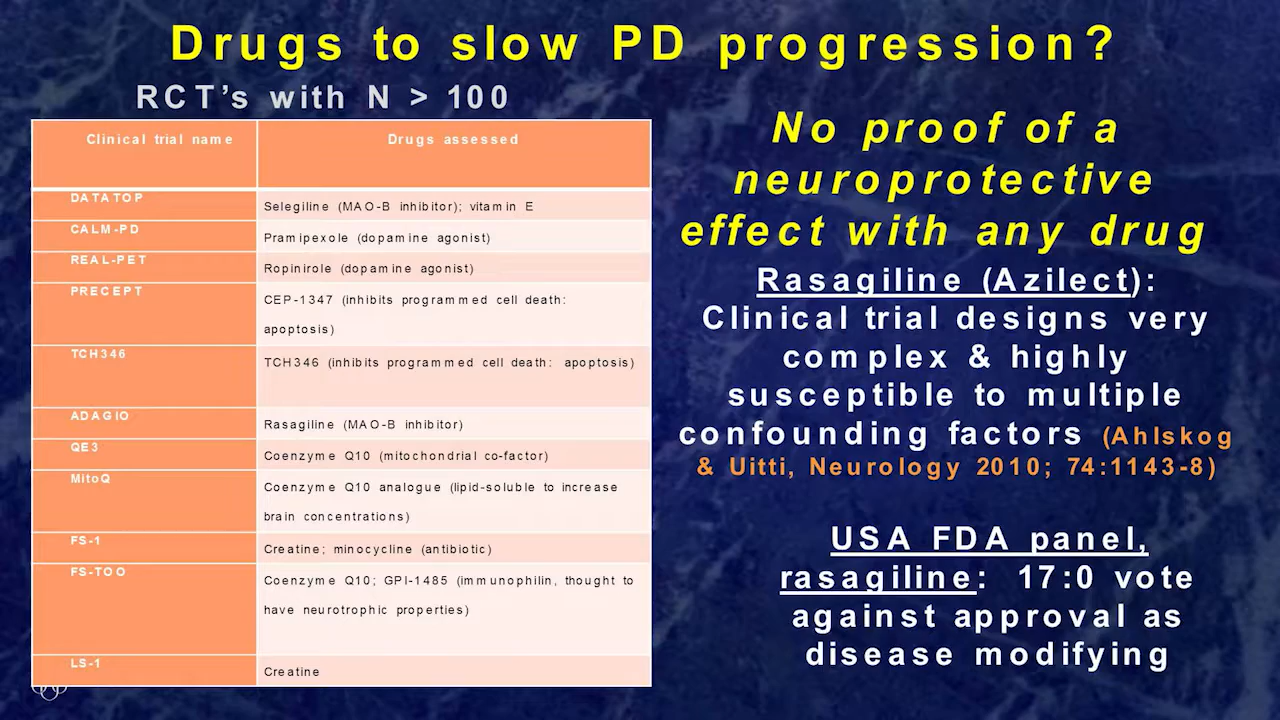 Drugs to slow PD progression?
RCT’s with N > 100
Clinical trial name
Drugs assessed
DATATOP
Selegiline (MAO-B inhibitor); vitamin E
CALM-PD
Pramipexole (dopamine agonist)
REAL-PET
Ropinirole (dopamine agonist)
PRECEPT
CEP-1347 (inhibits programmed cell death:
apoptosis)
TCH346
TCH346 (inhibits programmed cell death: apoptosis)
ADAGIO
Rasagiline (MAO-B inhibitor)
QE3
Coenzyme Q10 (mitochondrial co-factor)
MitoQ
Coenzyme Q10 analogue (lipid-soluble to increase
brain concentrations)
FS-1
Creatine; minocycline (antibiotic)
FS-TOO
Coenzyme Q10; GPI-1485 (immunophilin, thought to
have neurotrophic properties)
LS-1
Creatine
No proof of a
neuroprotective
effect with any drug
Rasagiline (Azilect):
Clinical trial designs very
complex & highly
susceptible to multiple
confounding factors (Ahlskog
& Uitti, Neurology 2010; 74:1143-8)
USA FDA panel,
rasagiline: 17:0 vote
against approval as
disease modifying